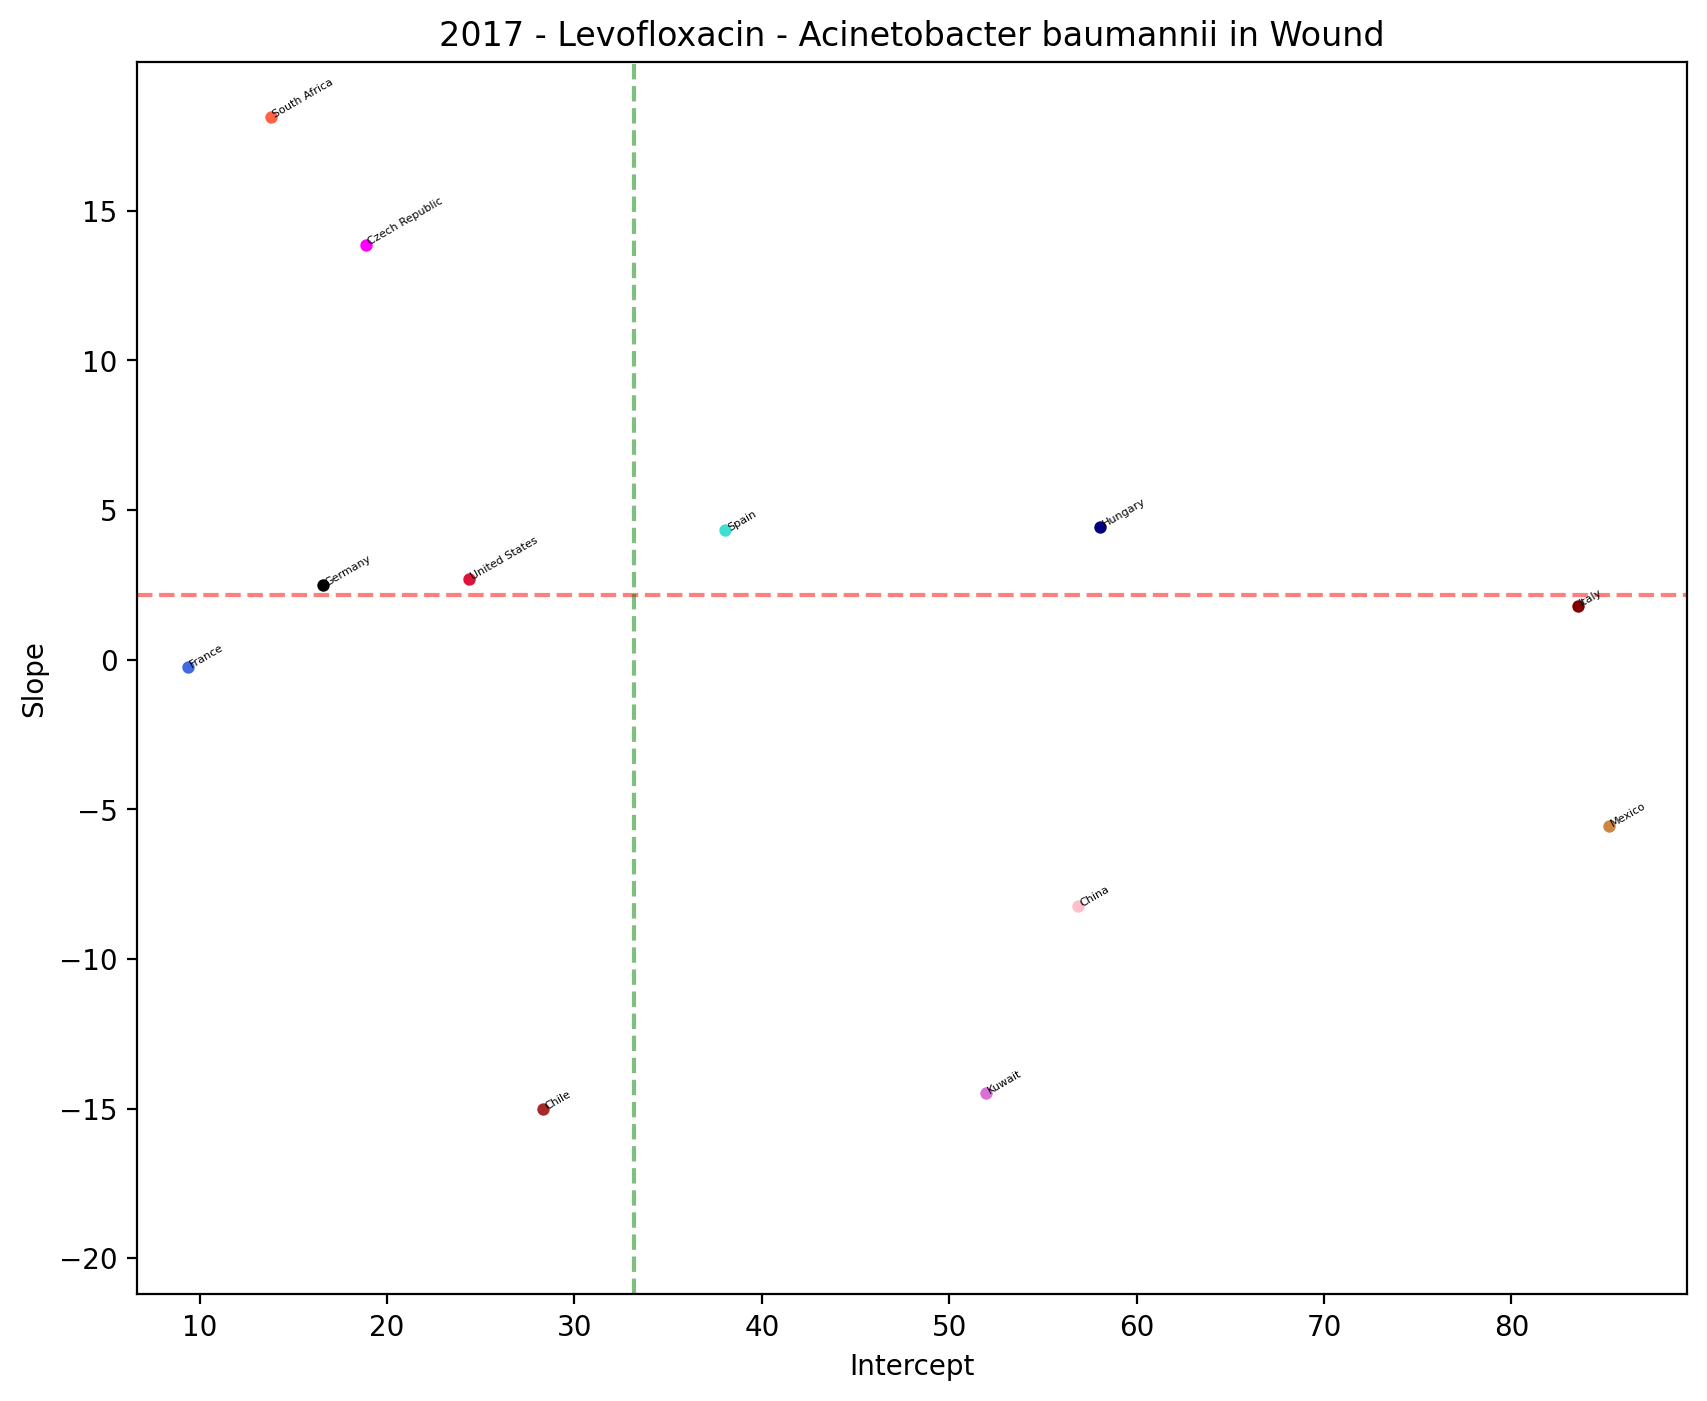 2017 - Levofloxacin - Acinetobacter baumannii in Wound
South Africa
15
Czech Republic
10
5
Spain
Hungary
United States
Germany
Italy
0
France
Slope
−5
Mexico
China
−10
Kuwait
−15
Chile
−20
10 20 30 40 50 60 70 80
Intercept